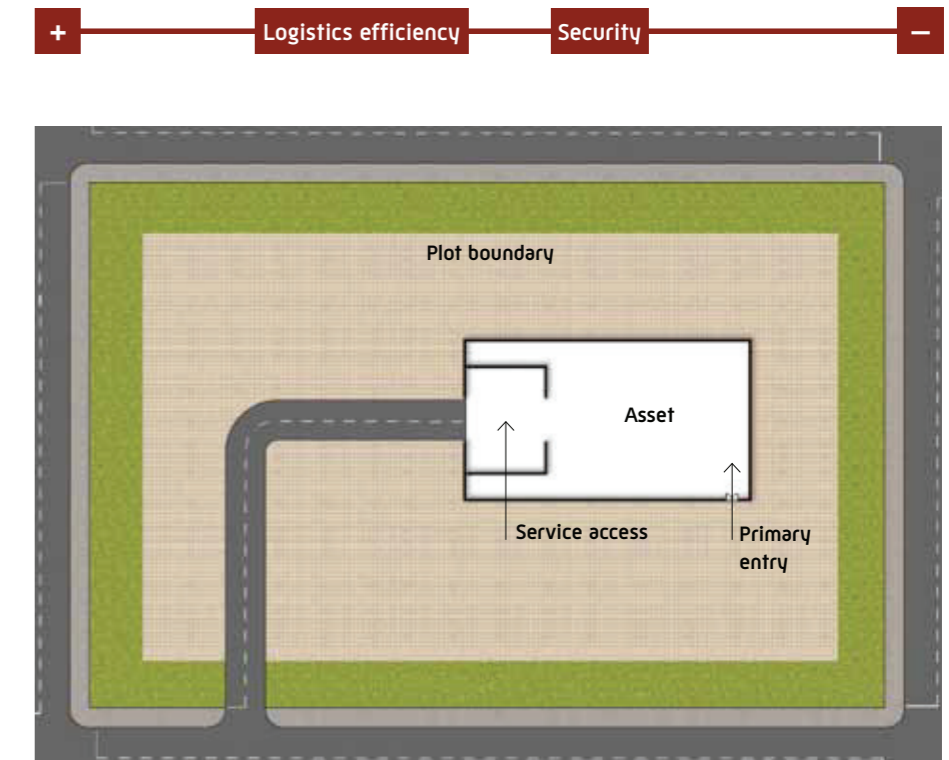 + Logistics efficiency Security –
Plot boundary
Asset
Service access
Primary
entry